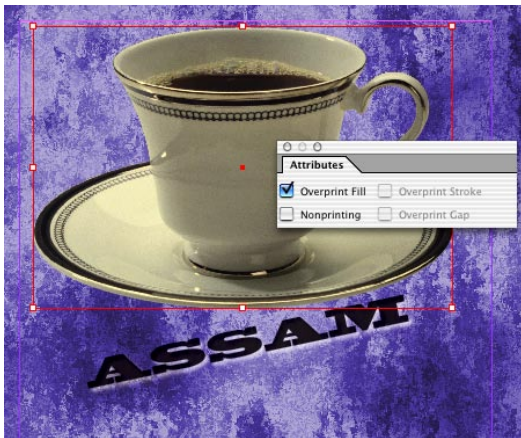 Attributes
Overprint Fill Overprint Stroke
Nonprinting Overprint Gap
ASSAM